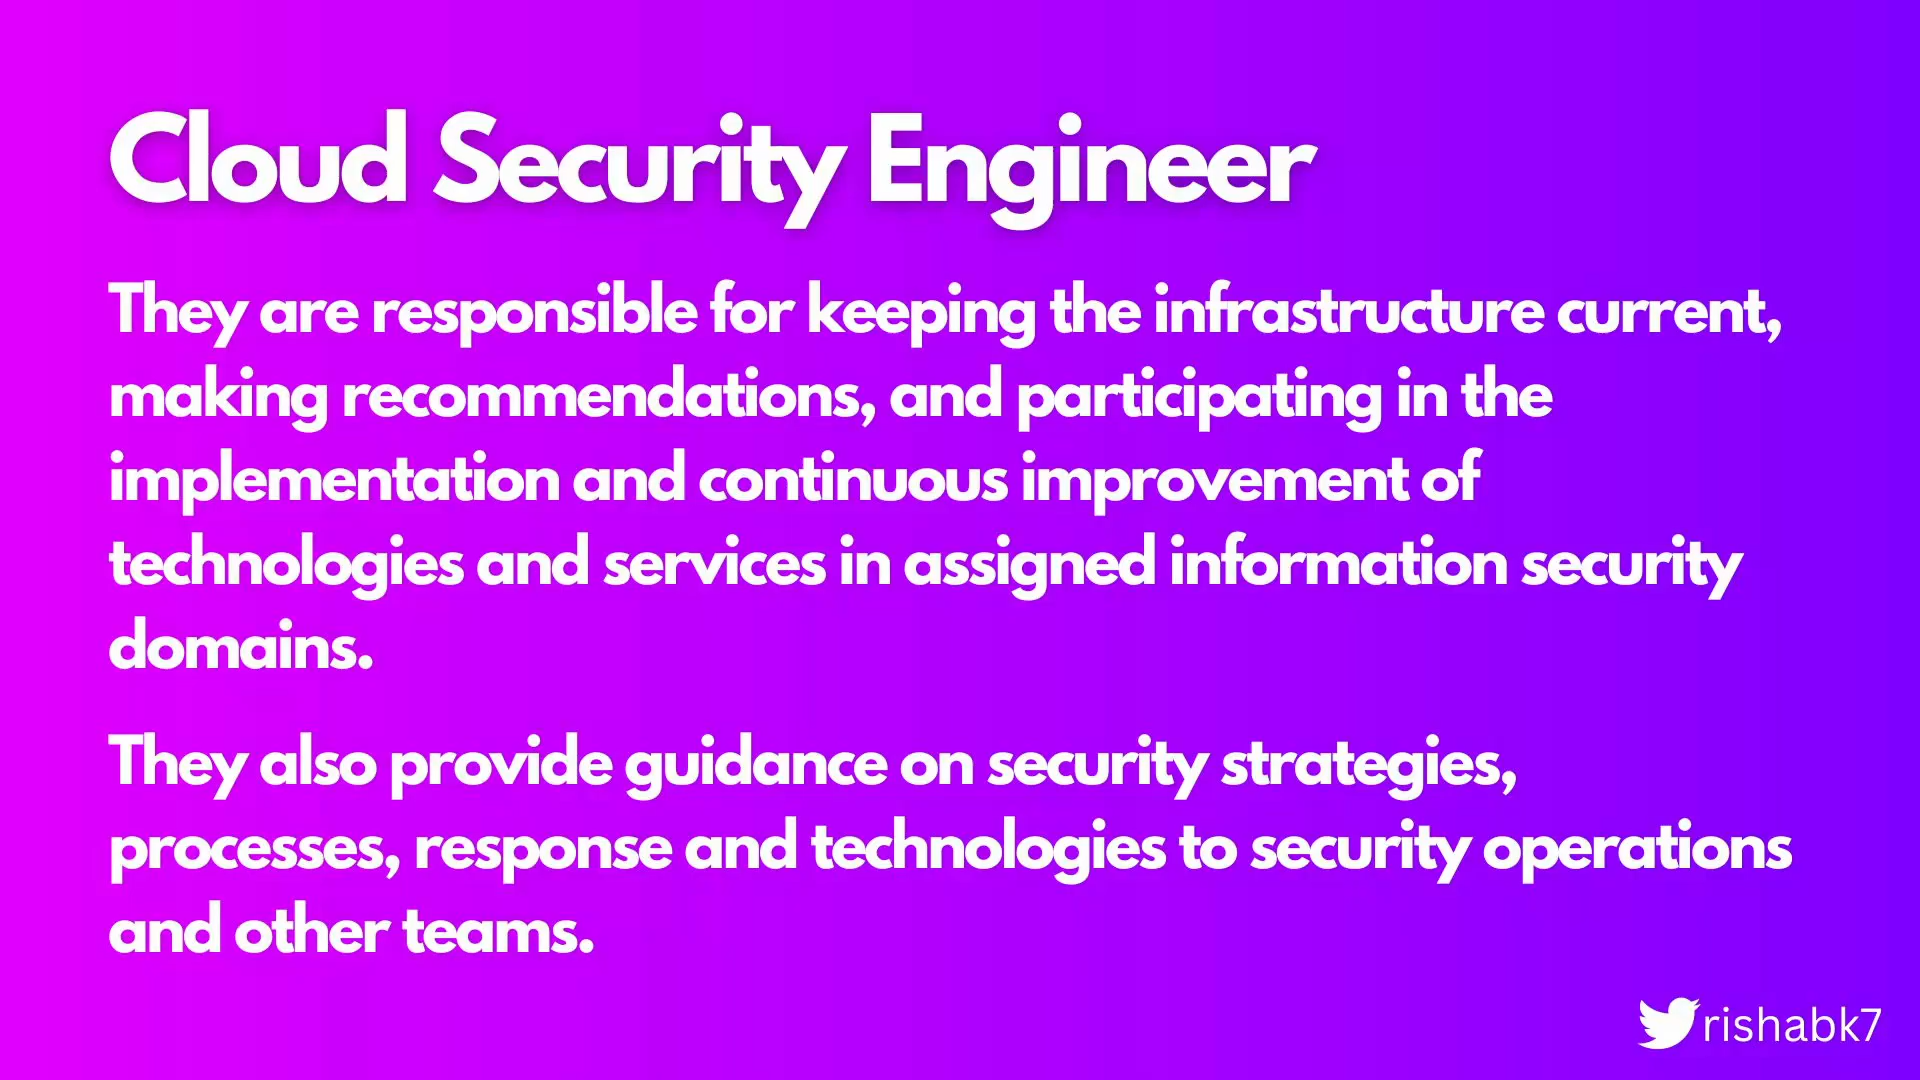 Cloud Security Engineer
They are responsible for keeping the infrastructure current,
making recommendations, and participating in the
implementation and continuous improvement of
technologies and services in assigned information security
domains.
They also provide guidance on security strategies,
processes, response and technologies to security operations
and other teams.
rishabk7